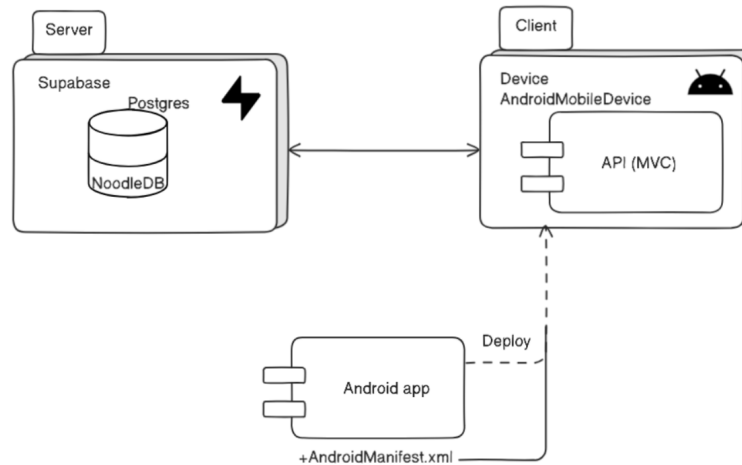 Server
Supabase
Postgres
NoodleDB
Client
Device
AndroidMobileDevice
API (MVC)
Deploy
Android app
+AndroidManifest.xml